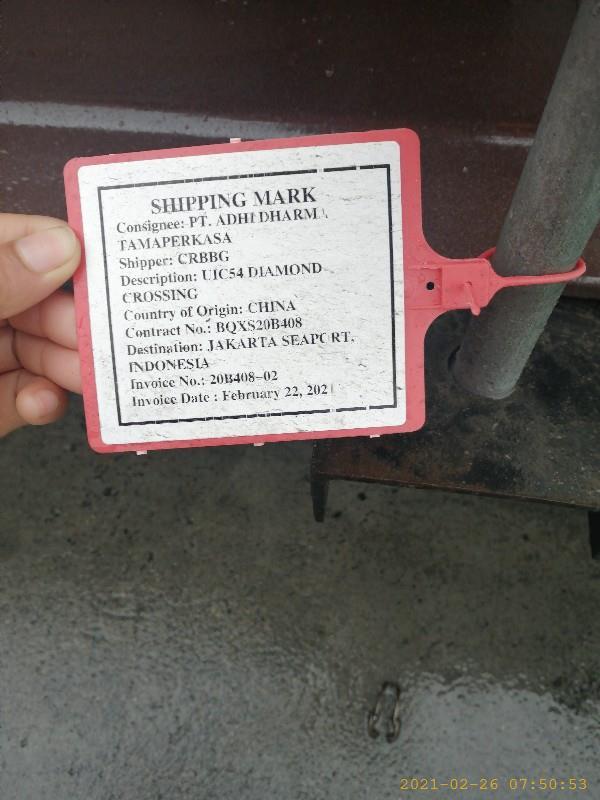 SHIPPING MARK
Consignee: PT. ADHI DHARMA
TAMAPERKASA
Shipper: CRBBG
Description: UIC54 DIAMOND
CROSSING
Country of Origin: CHINA
Contract No.: BQXS20B408
Destination: JAKARTA SEAPORT,
INDONESIA
Invoice No.: 20B408-02
Invoice Date : February 22, 2021
2021-02-26 07:50:53